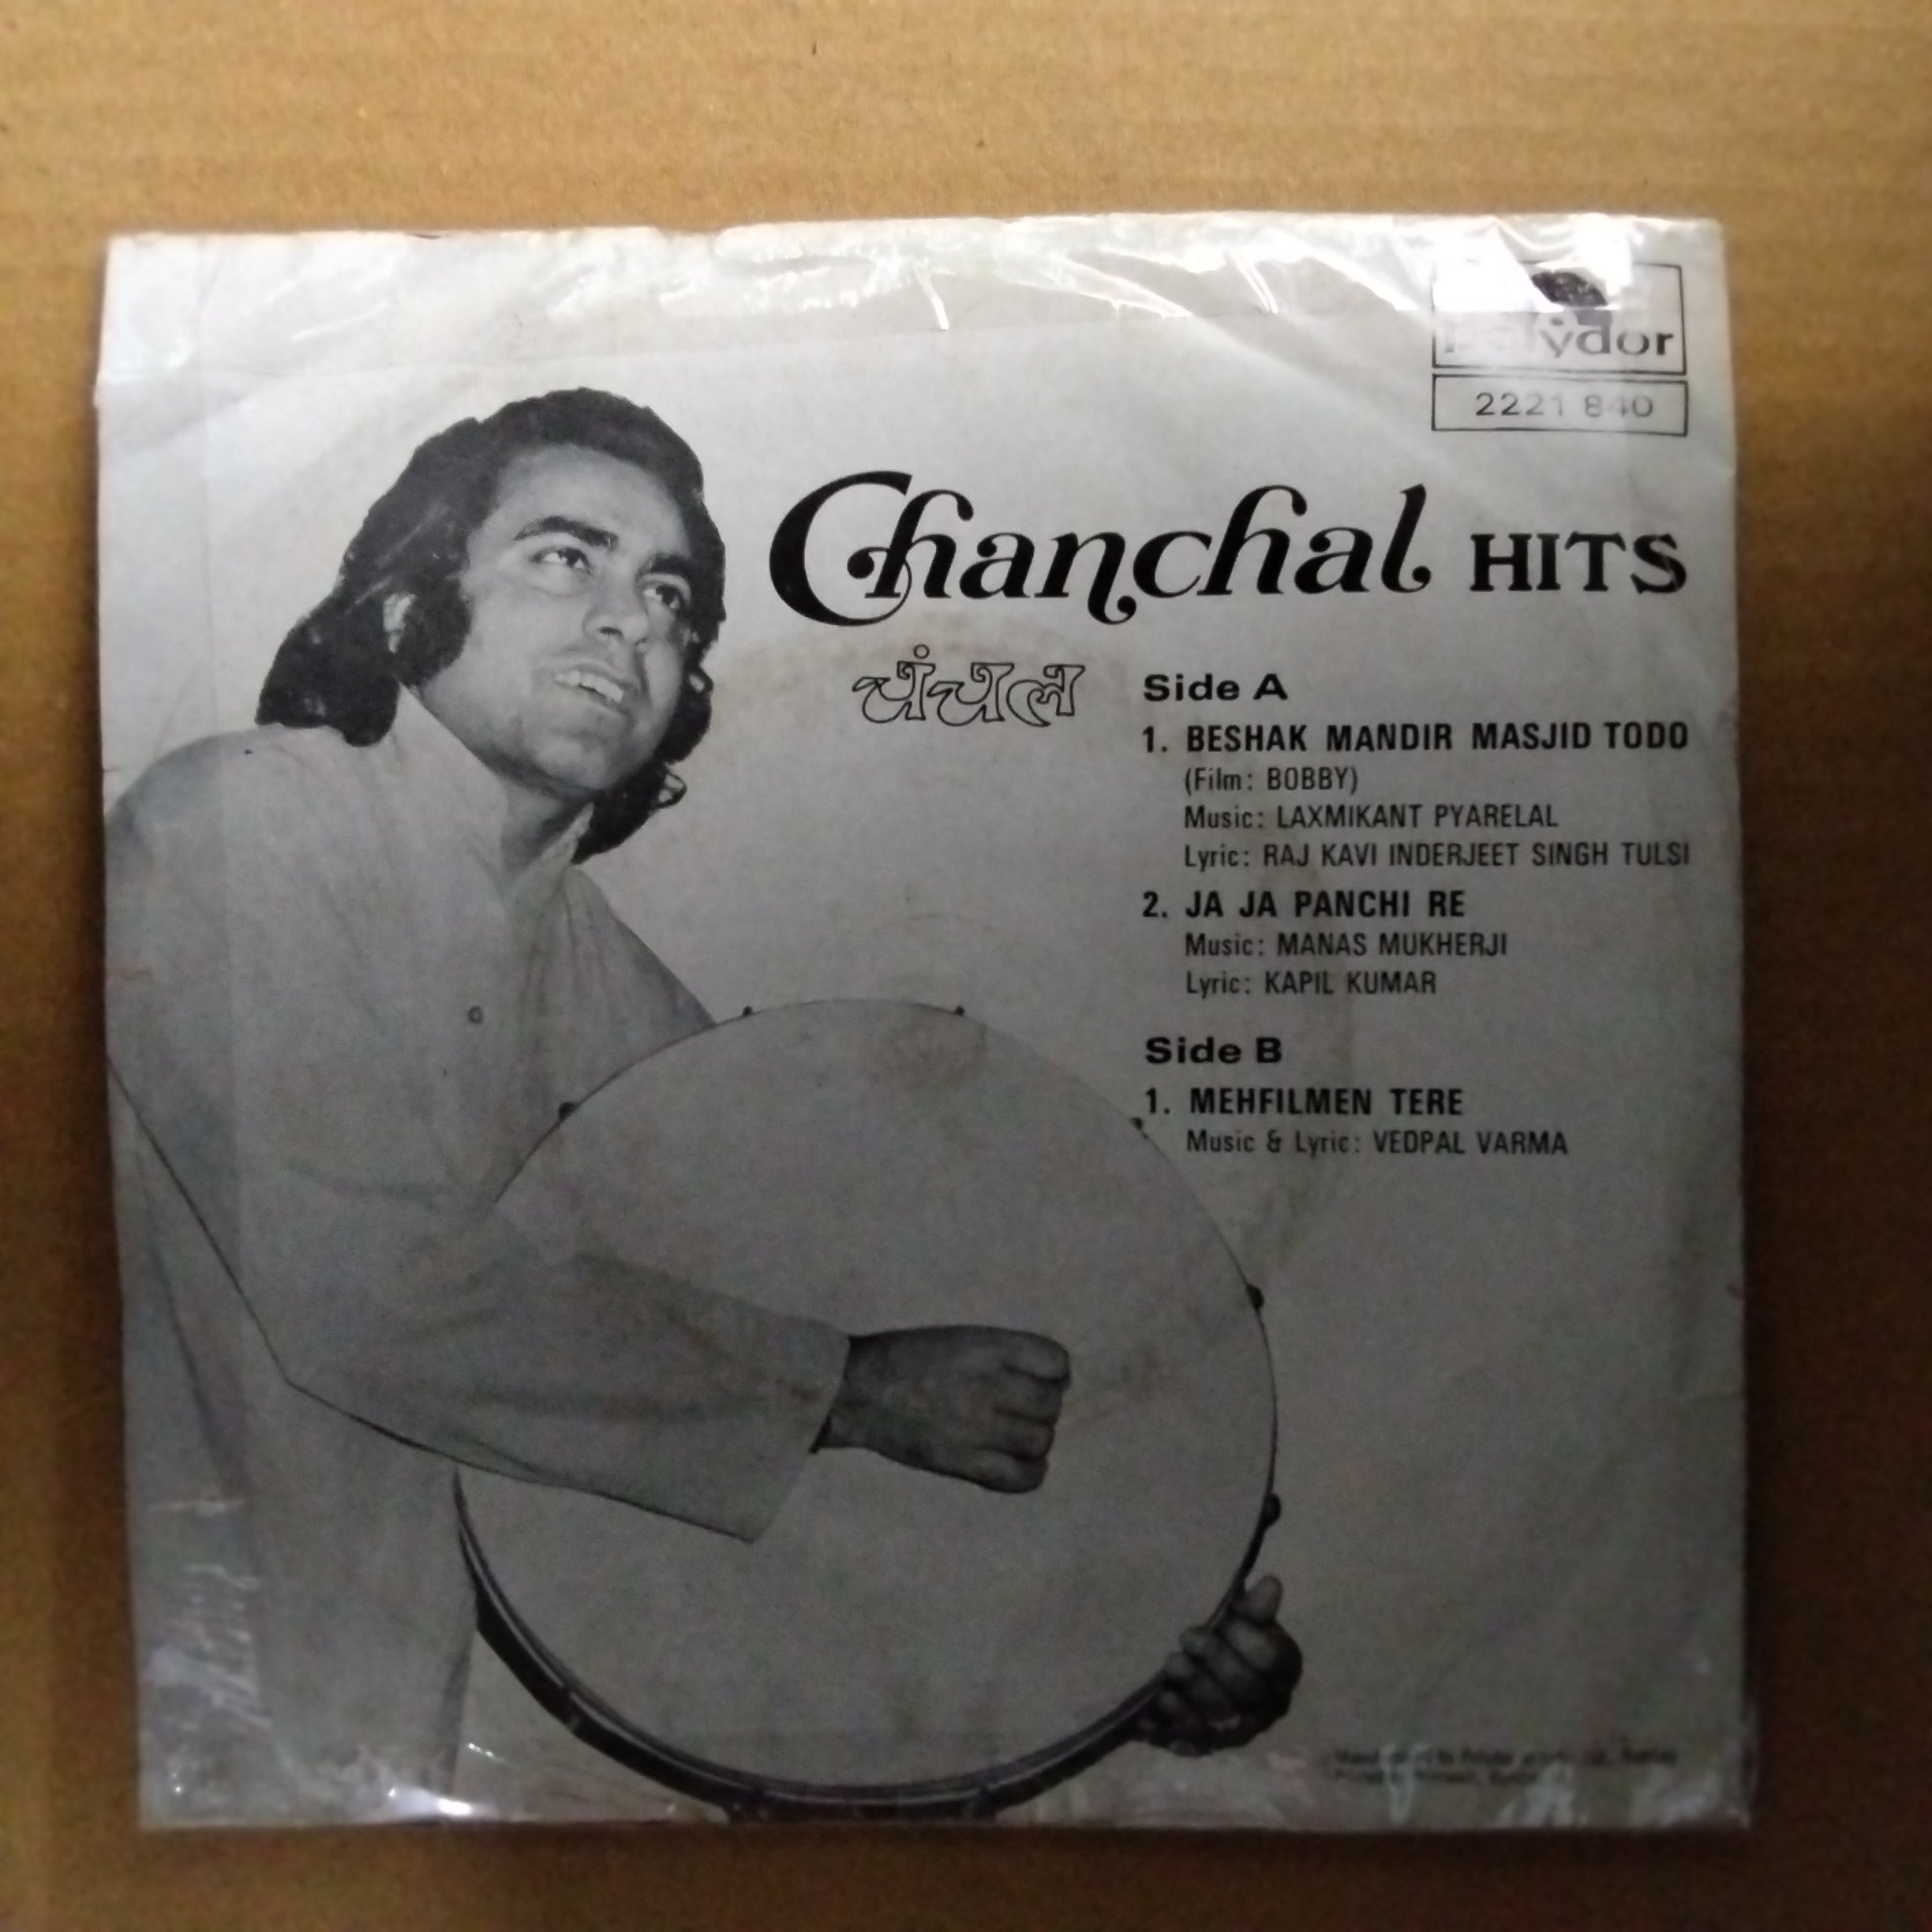 polydor
2221 840
Chanchal HITS
चंचल
Side A
1. BESHAK MANDIR MASJID TODO
(Film: BOBBY)
Music: LAXMIKANT PYARELAL
Lyric: RAJ KAVI INDERJEET SINGH TULSI
2. JA JA PANCHI RE
Music: MANAS MUKHERJI
Lyric: KAPIL KUMAR
Side B
1. MEHFILMEN TERE
Music & Lyric: VEDPAL VARMA